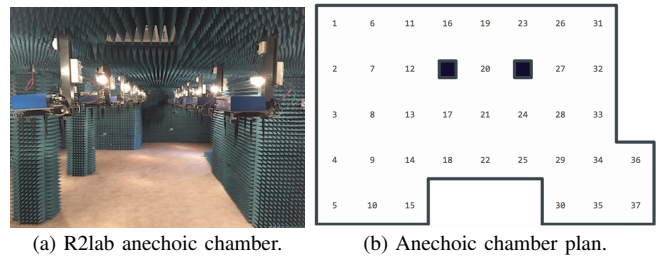 1 6 11 16 19 23 26 31
2 7 12 20 27 32
3 8 13 17 21 24 28 33
4 9 14 18 22 25 29 34 36
5 10 15 30 35 37
(a) R2lab anechoic chamber.
(b) Anechoic chamber plan.